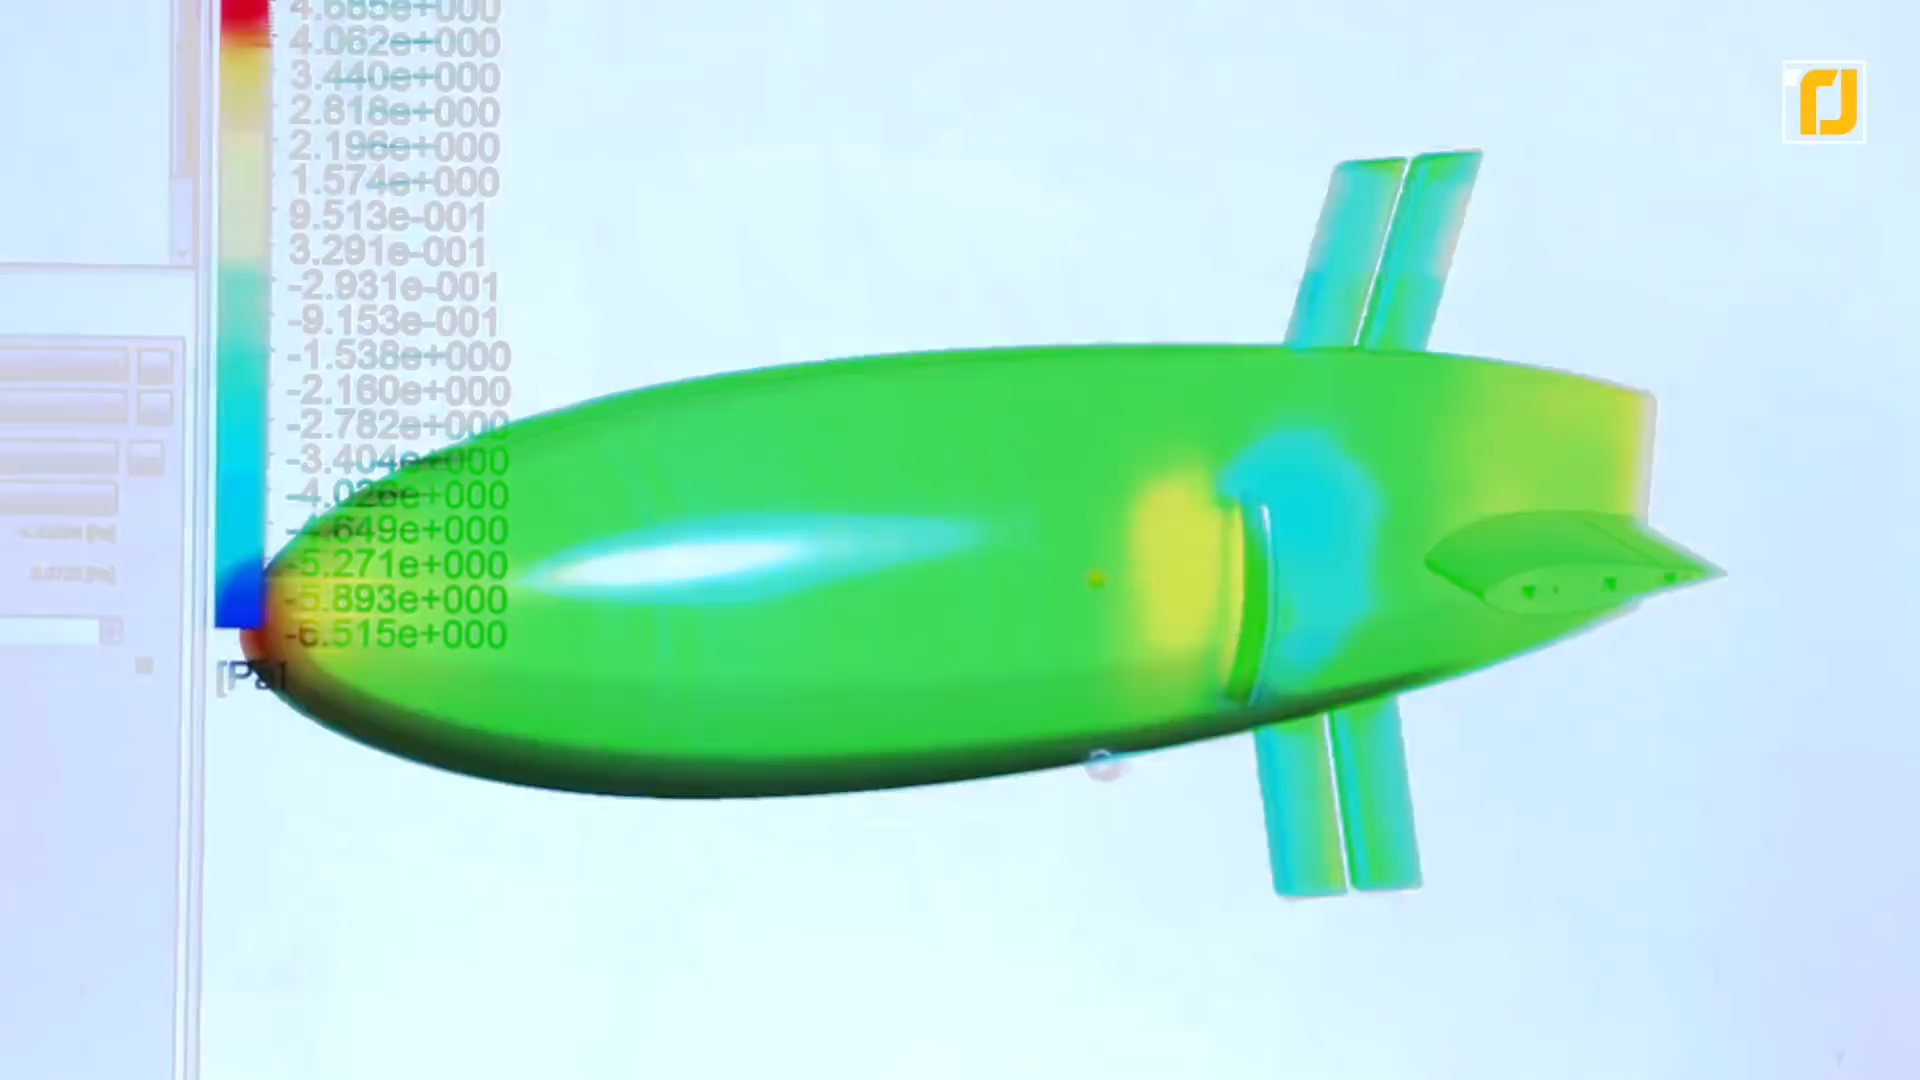 4.685e+000
4.062e+000
3.440e+000
2.818e+000
2.196e+000
1.574e+000
9.513e-001
3.291e-001
-2.931e-001
-9.153e-001
-1.538e+000
-2.160e+000
-2.782e+000
-3.404e+000
-4.026e+000
-4.649e+000
-5.271e+000
-5.893e+000
-6.515e+000
[Pa]